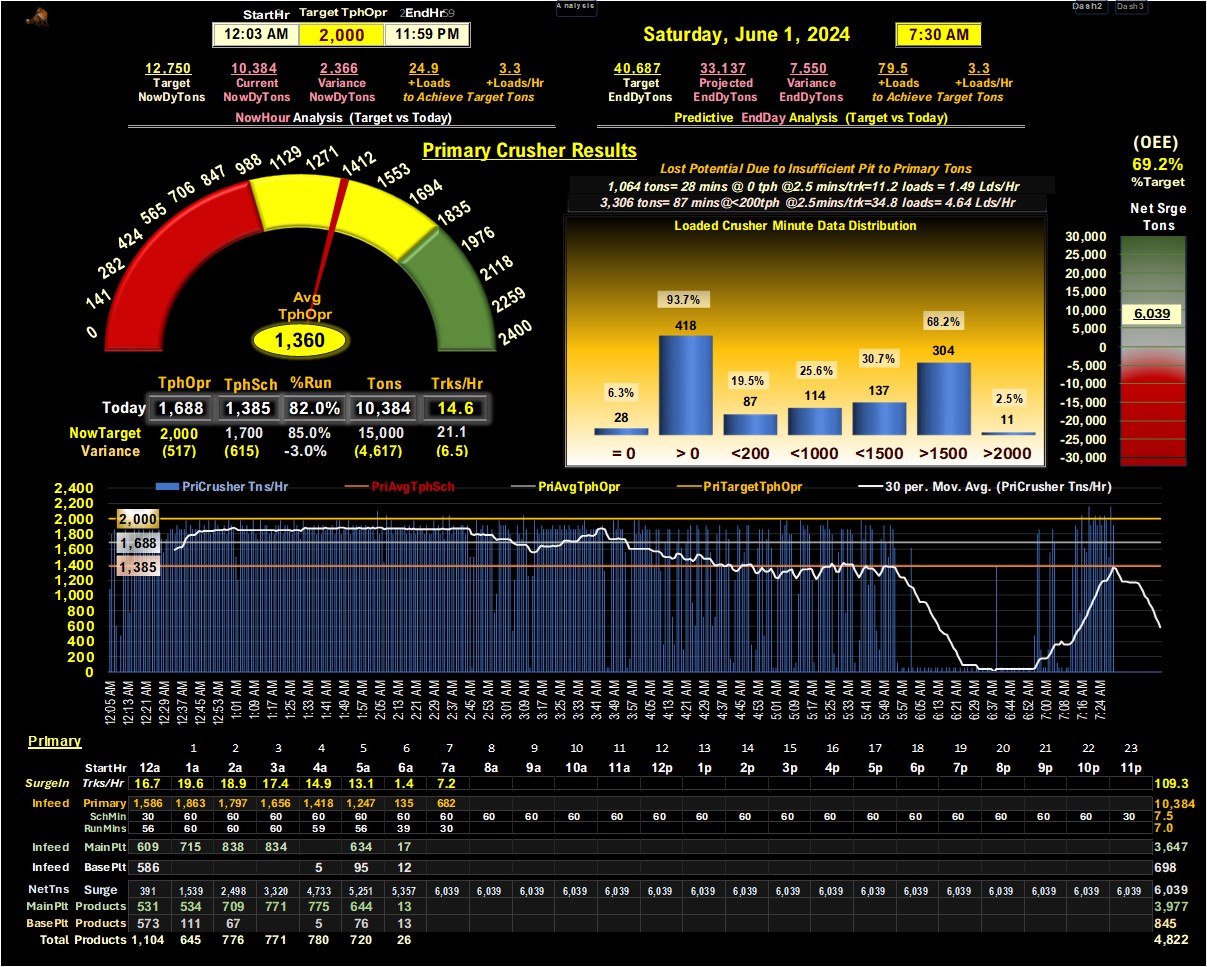 Analysis
Dash2 Dash3
StartHr Target TphOpr EndHr
12:03 AM 2,000 11:59 PM
Saturday, June 1, 2024 7:30 AM
12,750 10,384 2,366 24.9 3.3
Target Current Variance +Loads +Loads/Hr
NowDyTons NowDyTons NowDyTons to Achieve Target Tons
NowHour Analysis (Target vs Today)
40,687 33,137 7,550 79.5 3.3
Target Projected Variance +Loads +Loads/Hr
EndDyTons EndDyTons EndDyTons to Achieve Target Tons
Predictive EndDay Analysis (Target vs Today)
Primary Crusher Results
0 141 282 424 565 706 847 988 1129 1271 1412 1553 1694 1835 1976 2118 2259 2400
Avg
TphOpr
1,360
TphOpr TphSch %Run Tons Trks/Hr
Today 1,688 1,385 82.0% 10,384 14.6
NowTarget 2,000 1,700 85.0% 15,000 21.1
Variance (517) (615) -3.0% (4,617) (6.5)
Lost Potential Due to Insufficient Pit to Primary Tons
1,064 tons= 28 mins @ 0 tph @2.5 mins/trk=11.2 loads = 1.49 Lds/Hr
3,306 tons= 87 mins@<200tph @2.5mins/trk=34.8 loads= 4.64 Lds/Hr
Loaded Crusher Minute Data Distribution
6.3% 93.7% 19.5% 25.6% 30.7% 68.2% 2.5%
28 418 87 114 137 304 11
= 0 > 0 <200 <1000 <1500 >1500 >2000
(OEE)
69.2%
%Target
Net Srge
Tons
30,000
25,000
20,000
15,000
10,000
5,000
0
-5,000
-10,000
-15,000
-20,000
-25,000
-30,000
6,039
PriCrusher Tns/Hr PriAvgTphSch PriAvgTphOpr PriTargetTphOpr 30 per. Mov. Avg. (PriCrusher Tns/Hr)
2,400
2,200
2,000
1,800
1,600
1,400
1,200
1,000
800
600
400
200
0
2,000
1,688
1,385
12:05 AM 12:13 AM 12:21 AM 12:29 AM 12:37 AM 12:45 AM 12:53 AM 1:01 AM 1:09 AM 1:17 AM 1:25 AM 1:33 AM 1:41 AM 1:49 AM 1:57 AM 2:05 AM 2:13 AM 2:21 AM 2:29 AM 2:37 AM 2:45 AM 2:53 AM 3:01 AM 3:09 AM 3:17 AM 3:25 AM 3:33 AM 3:41 AM 3:49 AM 3:57 AM 4:05 AM 4:13 AM 4:21 AM 4:29 AM 4:37 AM 4:45 AM 4:53 AM 5:01 AM 5:09 AM 5:17 AM 5:25 AM 5:33 AM 5:41 AM 5:49 AM 5:57 AM 6:05 AM 6:13 AM 6:21 AM 6:29 AM 6:37 AM 6:44 AM 6:52 AM 7:00 AM 7:08 AM 7:16 AM 7:24 AM
Primary
1 2 3 4 5 6 7 8 9 10 11 12 13 14 15 16 17 18 19 20 21 22 23
StartHr 12a 1a 2a 3a 4a 5a 6a 7a 8a 9a 10a 11a 12p 1p 2p 3p 4p 5p 6p 7p 8p 9p 10p 11p
SurgeIn Trks/Hr 16.7 19.6 18.9 17.4 14.9 13.1 1.4 7.2 109.3
Infeed Primary 1,586 1,863 1,797 1,656 1,418 1,247 135 682 10,384
SchMin 30 60 60 60 60 60 60 60 60 60 60 60 60 60 60 60 60 60 60 60 60 60 60 30 7.5
RunMins 56 60 60 60 59 56 39 30 7.0
Infeed MainPlt 609 715 838 834 634 17 3,647
Infeed BasePlt 586 5 95 12 698
NetTns Surge 391 1,539 2,498 3,320 4,733 5,251 5,357 6,039 6,039 6,039 6,039 6,039 6,039 6,039 6,039 6,039 6,039 6,039 6,039 6,039 6,039 6,039 6,039 6,039 6,039
MainPlt Products 531 534 709 771 775 644 13 3,977
BasePlt Products 573 111 67 5 76 13 845
Total Products 1,104 645 776 771 780 720 26 4,822